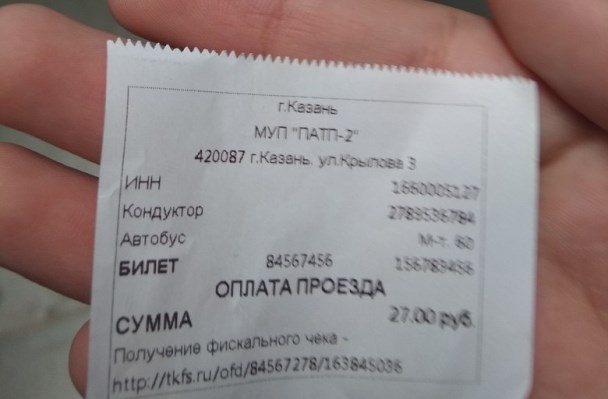 г.Казань
МУП "ПАТП-2"
420087 г.Казань. ул.Крылова 3
ИНН 1660005127
Кондуктор 2789536784
Автобус М-т. 60
БИЛЕТ 84567456 156789456
ОПЛАТА ПРОЕЗДА
СУММА 27.00 руб.
Получение фискального чека -
http://tkfs.ru/ofd/84567278/163845036